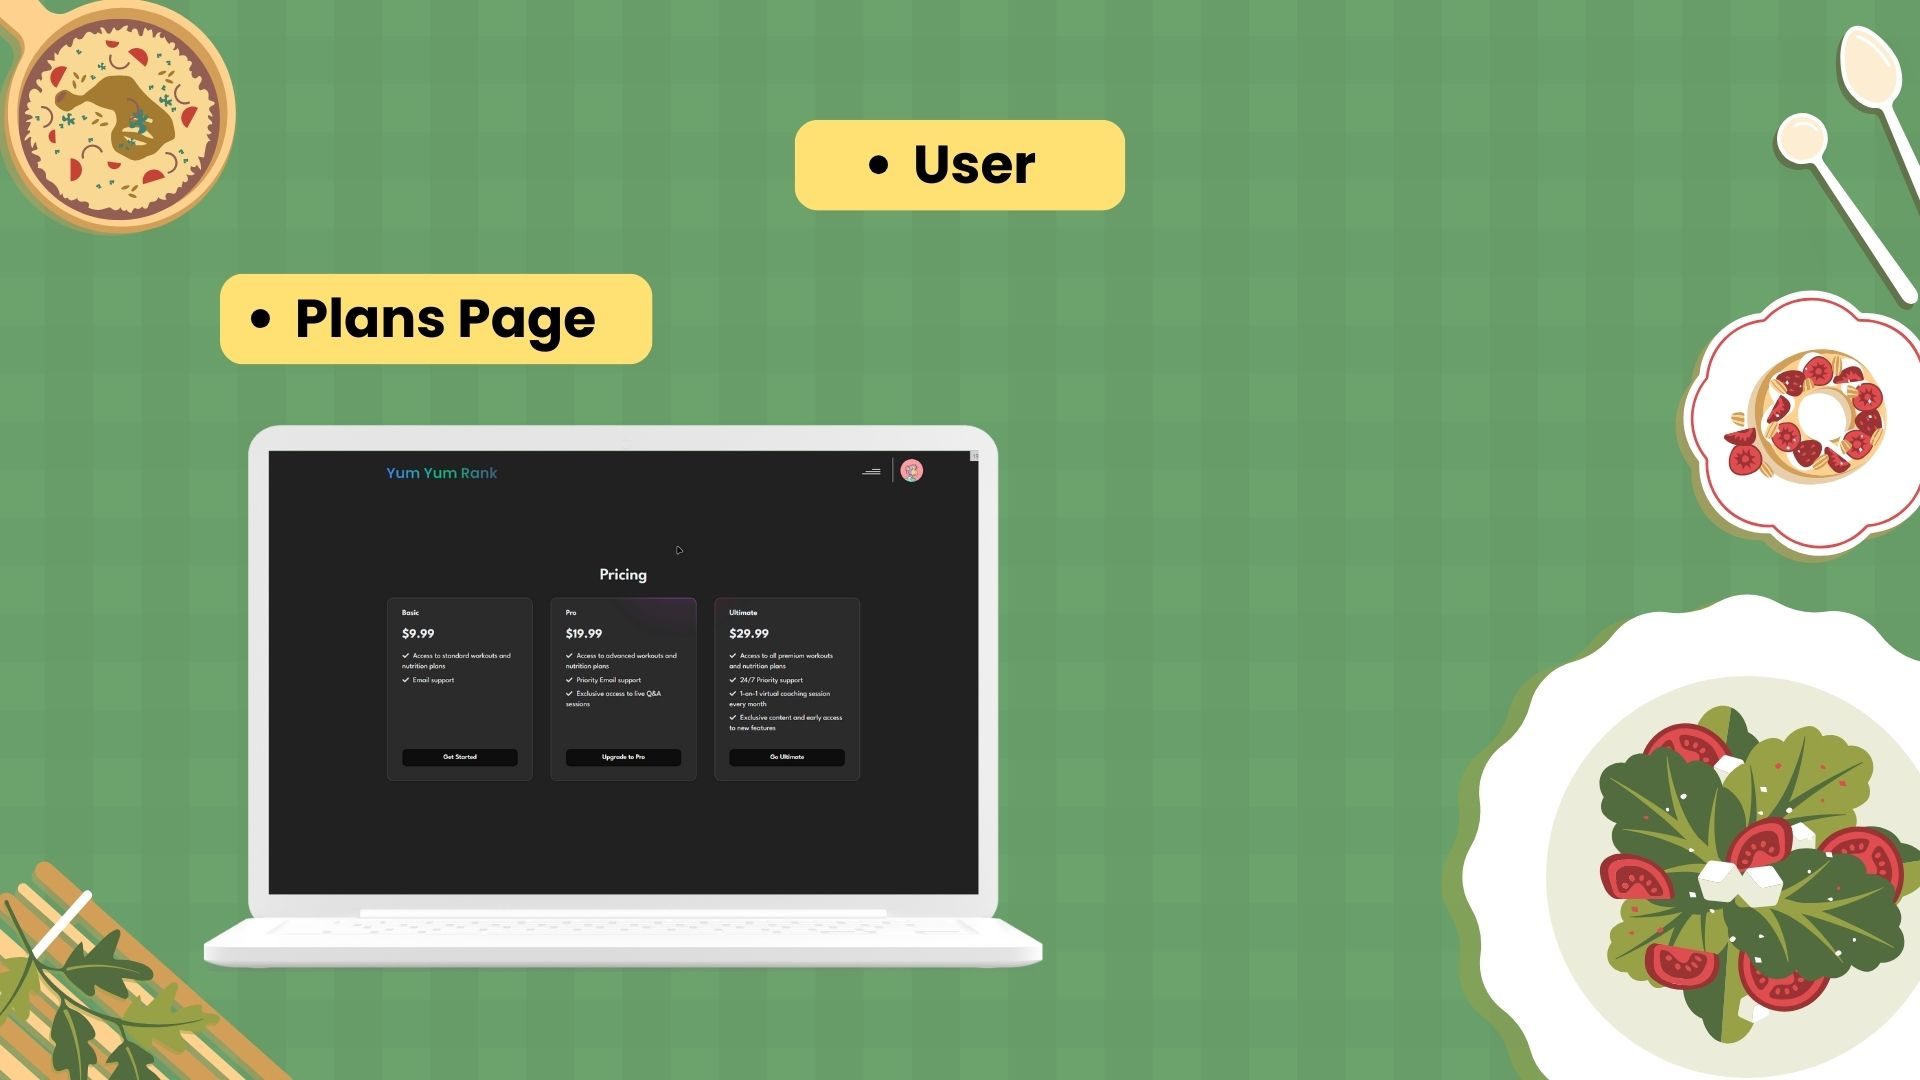 • User
• Plans Page
Yum Yum Rank
Pricing
Basic
$9.99
✓ Access to standard workouts and
nutrition plans
✓ Email support
Get Started
Pro
$19.99
✓ Access to advanced workouts and
nutrition plans
✓ Priority Email support
✓ Exclusive access to live Q&A
sessions
Upgrade to Pro
Ultimate
$29.99
✓ Access to all premium workouts
and nutrition plans
✓ 24/7 Priority support
✓ 1-on-1 virtual coaching session
every month
✓ Exclusive content and early access
to new features
Go Ultimate